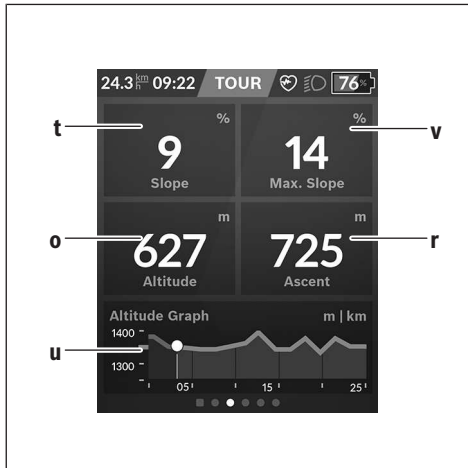 24.3 km/h 09:22 TOUR 76%
t % % v
9 14
Slope Max. Slope
o m m r
627 725
Altitude Ascent
Altitude Graph m | km
1400
u
1300
05 15 25